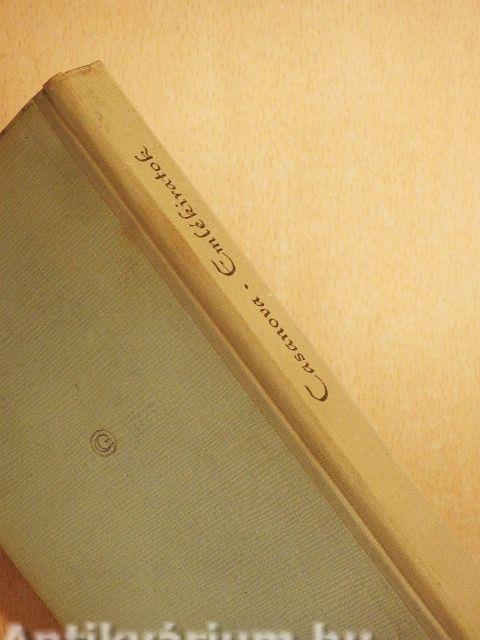 Casanova • Emlékiratok
Antikvárium.hu